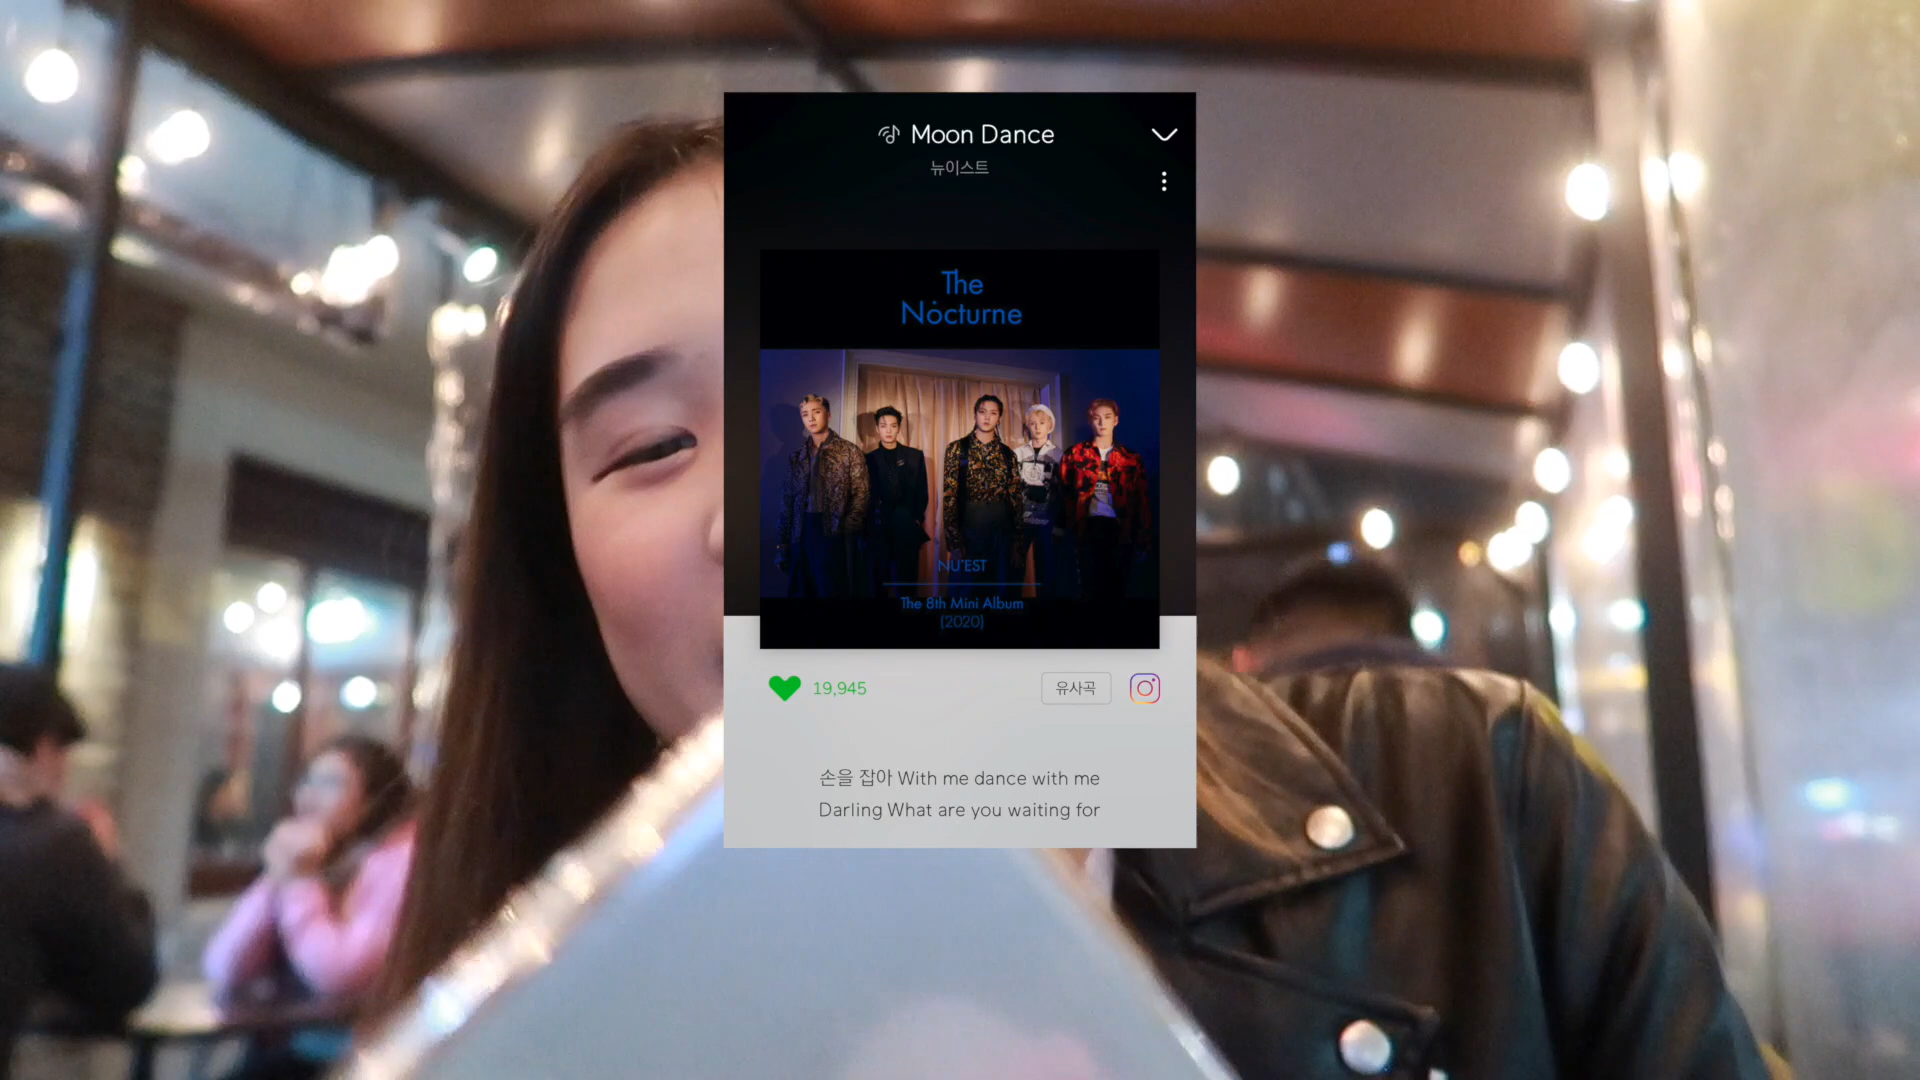 Moon Dance
뉴이스트
The
Nocturne
NU'EST
The 8th Mini Album
(2020)
19,945
유사곡
손을 잡아 With me dance with me
Darling What are you waiting for